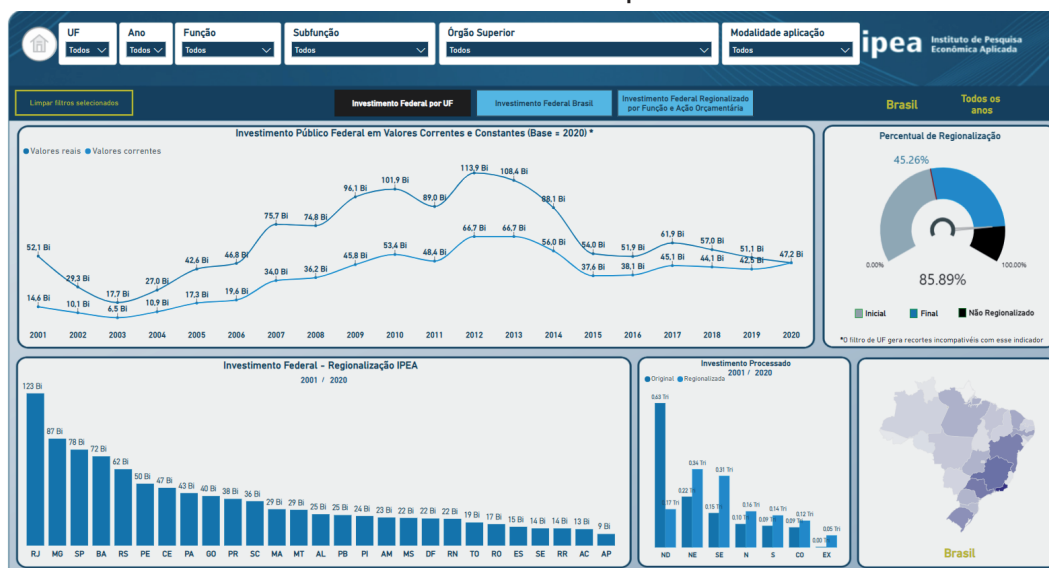 UF
Todos
Ano
Todos
Função
Todos
Subfunção
Todos
Órgão Superior
Todos
Modalidade aplicação
Todos
ipea Instituto de Pesquisa
Econômica Aplicada
Limpar filtros selecionados
Investimento Federal por UF
Investimento Federal Brasil
Investimento Federal Regionalizado
por Função e Ação Orçamentária
Brasil
Todos os
anos
Investimento Público Federal em Valores Correntes e Constantes (Base = 2020) *
Valores reais Valores correntes
52,1 Bi 29,3 Bi 17,7 Bi 27,0 Bi 42,6 Bi 46,8 Bi 75,7 Bi 74,8 Bi 96,1 Bi 101,9 Bi 89,0 Bi 113,9 Bi 108,4 Bi 88,1 Bi 54,0 Bi 51,9 Bi 61,9 Bi 57,0 Bi 51,1 Bi 47,2 Bi
14,6 Bi 10,1 Bi 6,5 Bi 10,9 Bi 17,3 Bi 19,6 Bi 34,0 Bi 36,2 Bi 45,8 Bi 53,4 Bi 48,4 Bi 66,7 Bi 66,7 Bi 56,0 Bi 37,6 Bi 38,1 Bi 45,1 Bi 44,1 Bi 42,5 Bi
2001 2002 2003 2004 2005 2006 2007 2008 2009 2010 2011 2012 2013 2014 2015 2016 2017 2018 2019 2020
Percentual de Regionalização
45.26%
0.00% 100.00%
85.89%
Inicial Final Não Regionalizado
*O filtro de UF gera recortes incompatívéis com esse indicador
Investimento Federal - Regionalização IPEA
2001 / 2020
123 Bi 87 Bi 78 Bi 72 Bi 62 Bi 50 Bi 47 Bi 43 Bi 40 Bi 38 Bi 36 Bi 29 Bi 29 Bi 25 Bi 25 Bi 24 Bi 23 Bi 22 Bi 22 Bi 22 Bi 19 Bi 17 Bi 15 Bi 14 Bi 14 Bi 13 Bi 9 Bi
RJ MG SP BA RS PE CE PA GO PR SC MA MT AL PB PI AM MS DF RN TO RO ES SE RR AC AP
Investimento Processado
2001 / 2020
Original Regionalizada
0,63 Tri 0,17 Tri 0,22 Tri 0,34 Tri 0,15 Tri 0,31 Tri 0,10 Tri 0,16 Tri 0,09 Tri 0,14 Tri 0,09 Tri 0,12 Tri 0,00 Tri 0,05 Tri
ND NE SE N S CO EX
Brasil